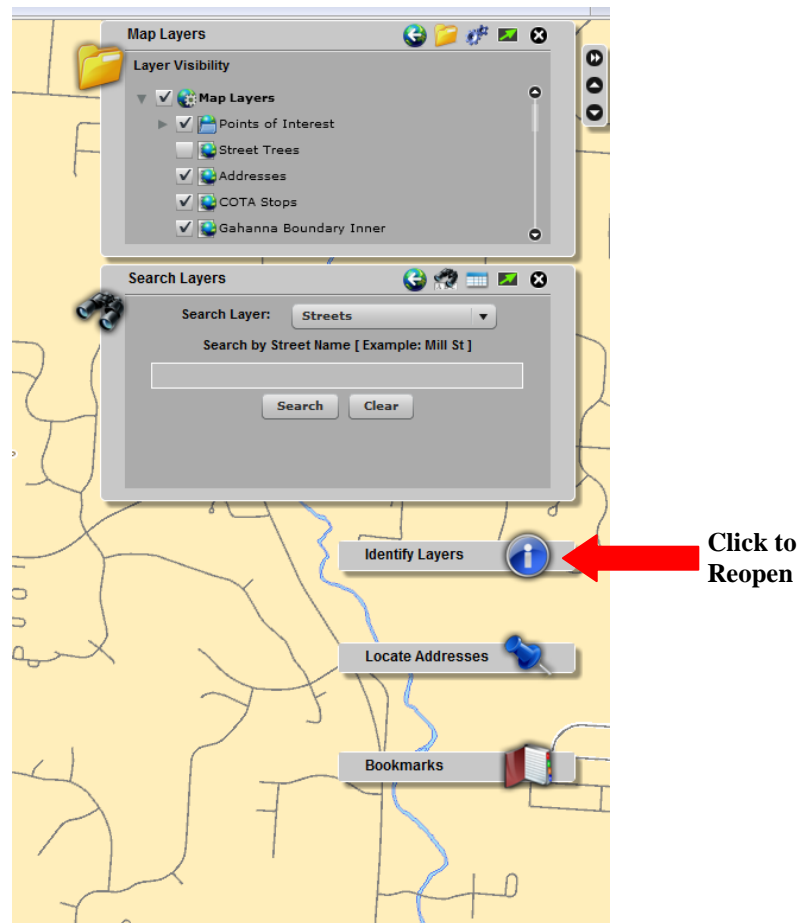 Map Layers
Layer Visibility
Map Layers
Points of Interest
Street Trees
Addresses
COTA Stops
Gahanna Boundary Inner
Search Layers
Search Layer: Streets
Search by Street Name [ Example: Mill St ]
Search Clear
Identify Layers
Click to
Reopen
Locate Addresses
Bookmarks